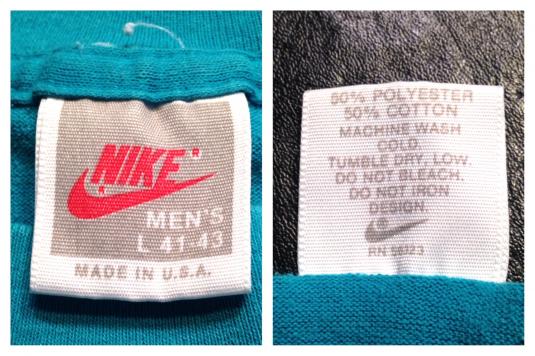 NIKE
MEN'S
L 41-43
MADE IN U.S.A.
50% POLYESTER
50% COTTON
MACHINE WASH
COLD.
TUMBLE DRY, LOW.
DO NOT BLEACH.
DO NOT IRON
DESIGN
RN